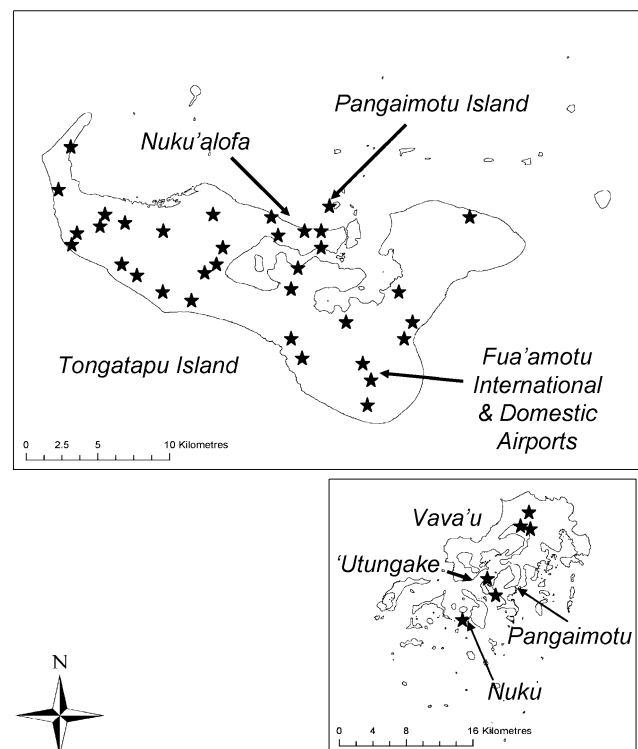 Pangaimotu Island
Nuku'alofa
Tongatapu Island
Fua'amotu
International
& Domestic
Airports
0 2.5 5 10 Kilometres
Vava'u
'Utungake
Pangaimotu
Nuku
N
0 4 8 16 Kilometres